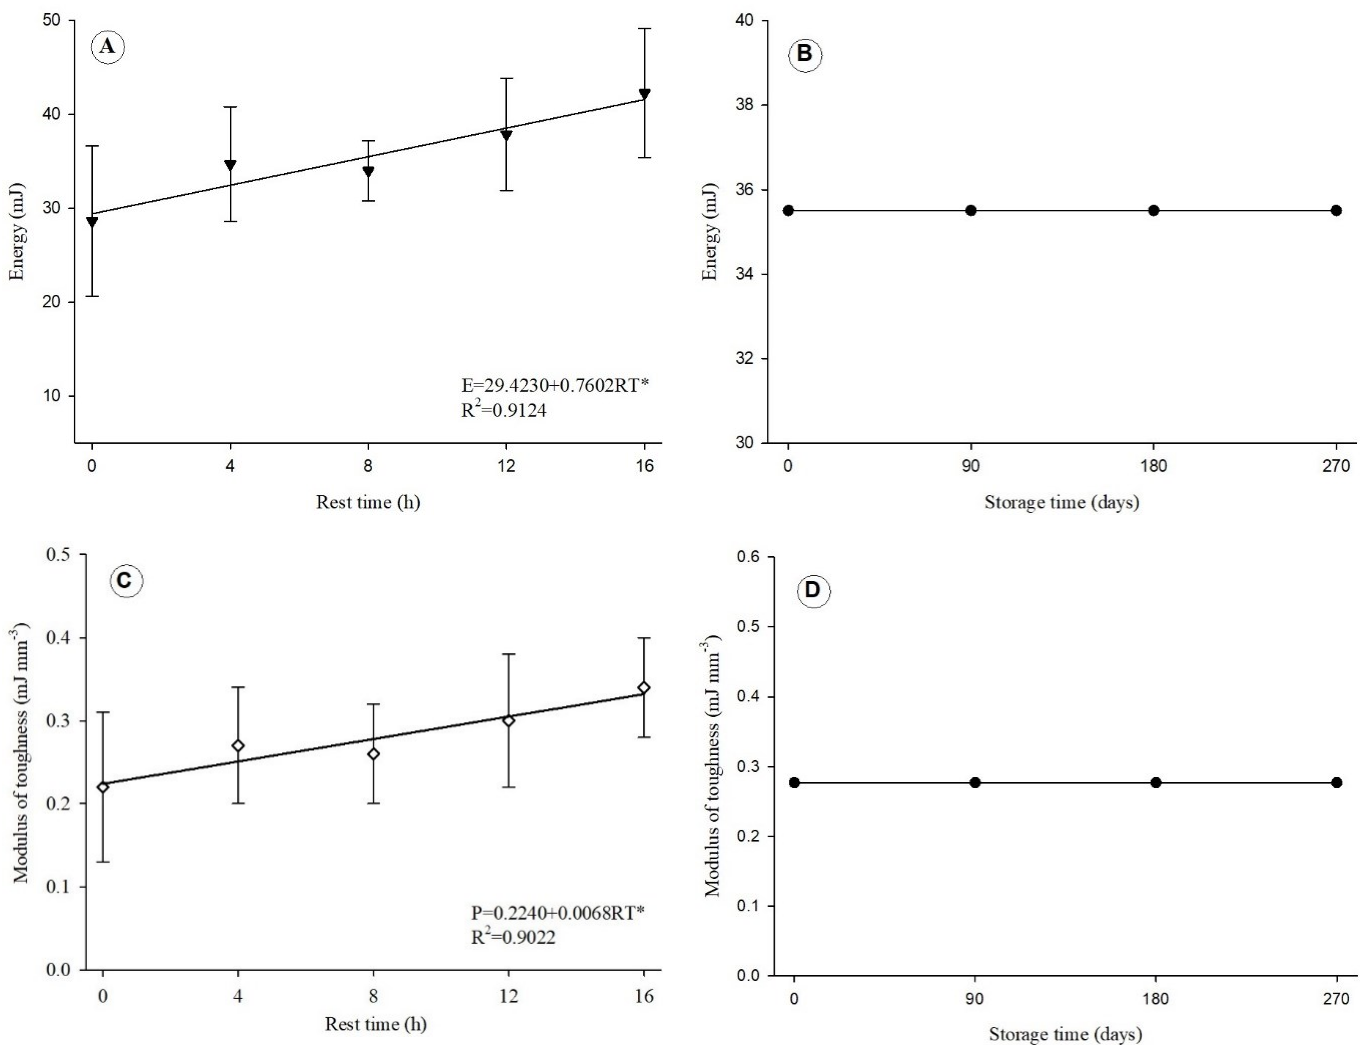 A
50
40
30
20
10
Energy (mJ)
E=29.4230+0.7602RT*
R²=0.9124
0 4 8 12 16
Rest time (h)
B
40
38
36
34
32
30
Energy (mJ)
0 90 180 270
Storage time (days)
C
0.5
0.4
0.3
0.2
0.1
0.0
Modulus of toughness (mJ mm⁻³)
P=0.2240+0.0068RT*
R²=0.9022
0 4 8 12 16
Rest time (h)
D
0.6
0.5
0.4
0.3
0.2
0.1
0.0
Modulus of toughness (mJ mm⁻³)
0 90 180 270
Storage time (days)